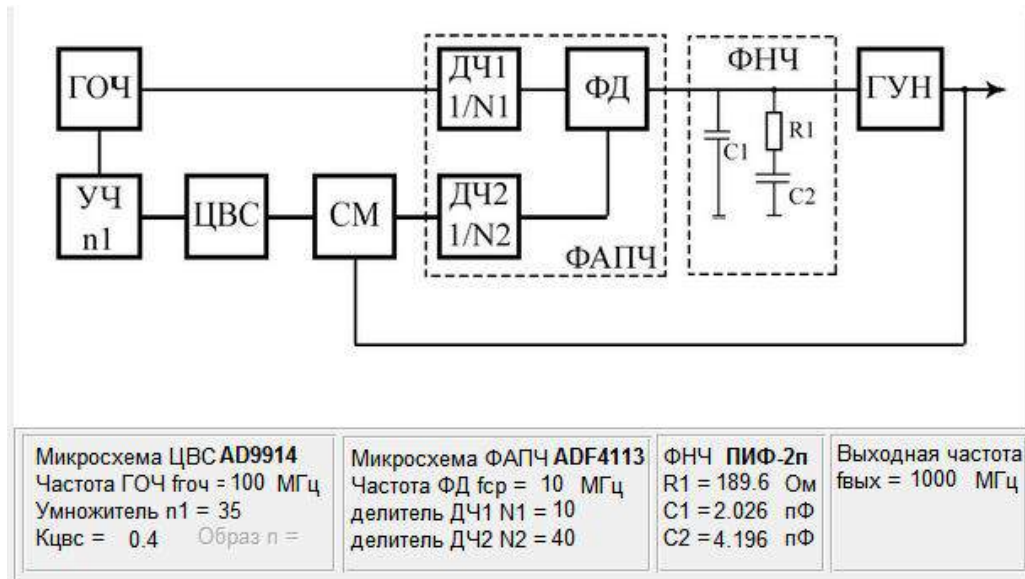 ГОЧ
ДЧ1
1/N1
ФД
ФНЧ
C1
R1
C2
ГУН
УЧ
n1
ЦВС
СМ
ДЧ2
1/N2
ФАПЧ
Микросхема ЦВС AD9914
Частота ГОЧ fгоч = 100 МГц
Умножитель n1 = 35
Кцвс = 0.4 Образ n =
Микросхема ФАПЧ ADF4113
Частота ФД fср = 10 МГц
делитель ДЧ1 N1 = 10
делитель ДЧ2 N2 = 40
ФНЧ ПИФ-2п
R1 = 189.6 Ом
C1 = 2.026 пФ
C2 = 4.196 пФ
Выходная частота
fвых = 1000 МГц